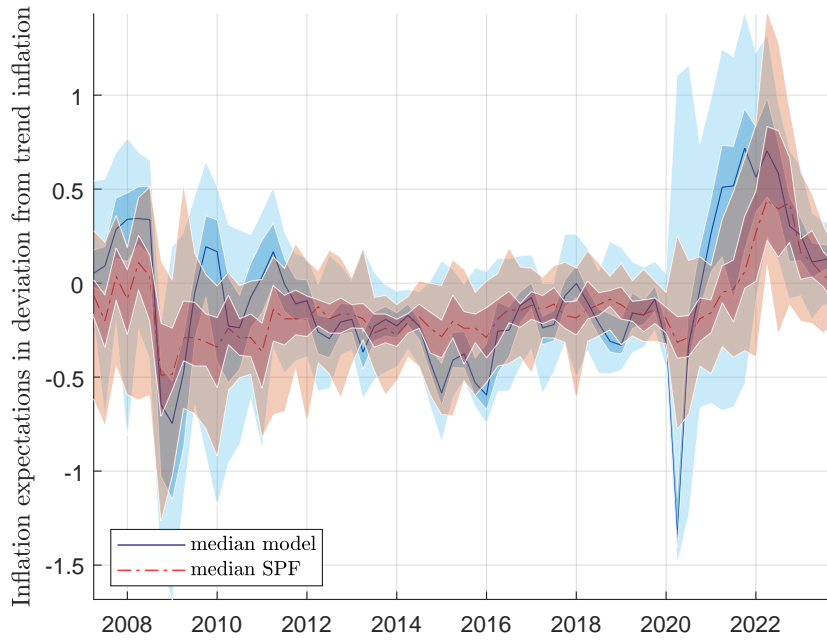 Inflation expectations in deviation from trend inflation
1
0.5
0
-0.5
-1
-1.5
median model
median SPF
2008 2010 2012 2014 2016 2018 2020 2022